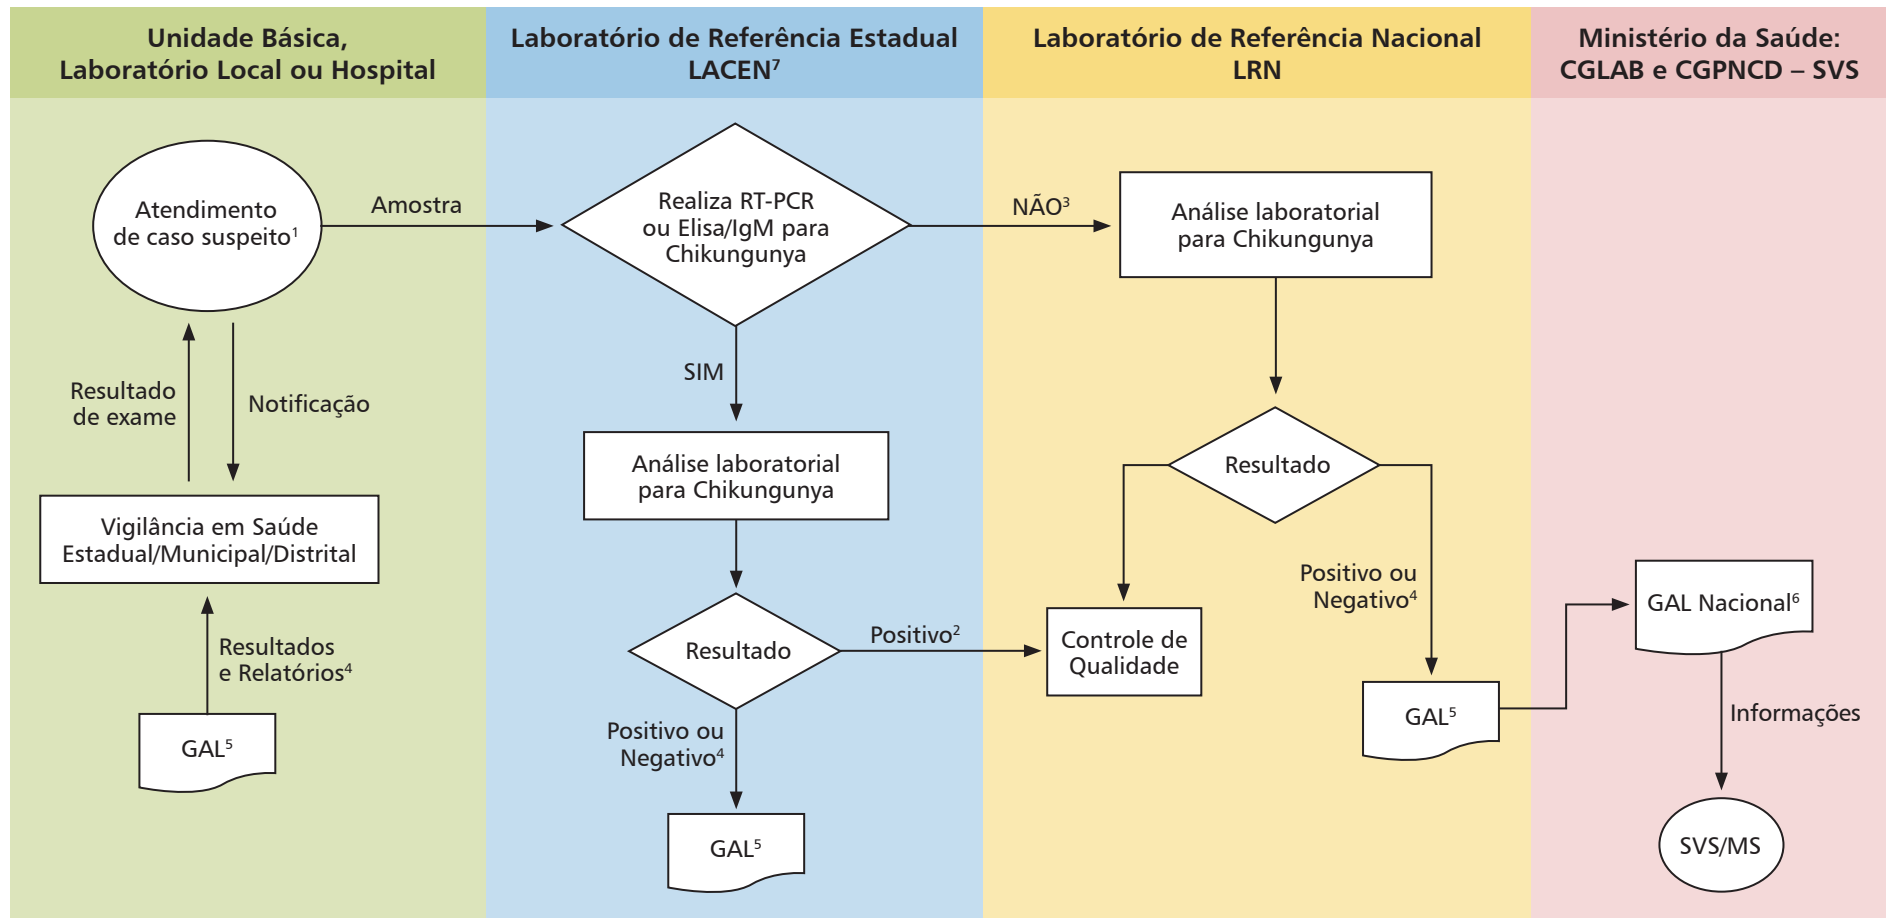 Unidade Básica,
Laboratório Local ou Hospital
Laboratório de Referência Estadual
LACEN⁷
Laboratório de Referência Nacional
LRN
Ministério da Saúde:
CGLAB e CGPNCD – SVS
Atendimento
de caso suspeito¹
Amostra
Resultado
de exame
Notificação
Vigilância em Saúde
Estadual/Municipal/Distrital
Resultados
e Relatórios⁴
GAL⁵
Realiza RT-PCR
ou Elisa/IgM para
Chikungunya
NÃO³
SIM
Análise laboratorial
para Chikungunya
Resultado
Positivo²
Positivo ou
Negativo⁴
GAL⁵
Análise laboratorial
para Chikungunya
Resultado
Controle de
Qualidade
Positivo ou
Negativo⁴
GAL⁵
GAL Nacional⁶
Informações
SVS/MS